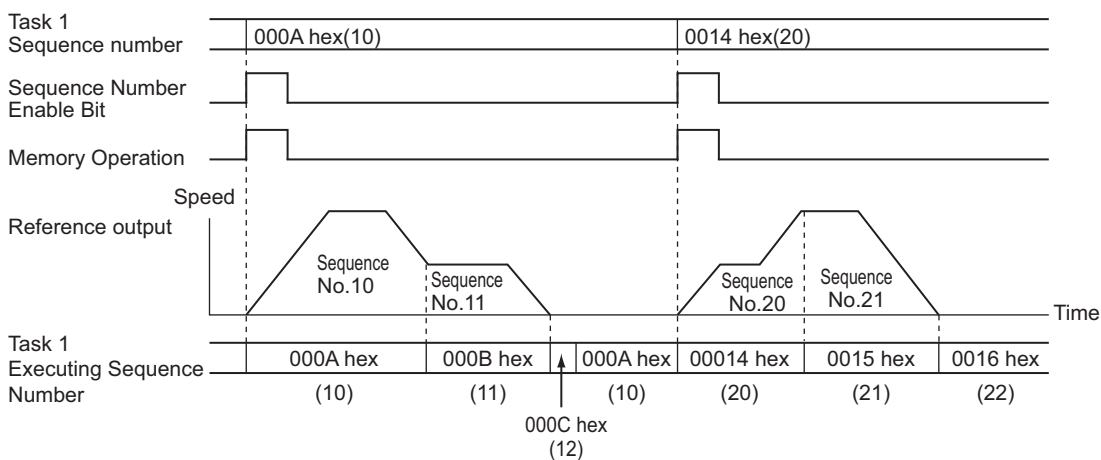 Task 1
Sequence number
000A hex(10)
0014 hex(20)
Sequence Number
Enable Bit
Memory Operation
Speed
Reference output
Sequence
No.10
Sequence
No.11
Sequence
No.20
Sequence
No.21
Time
Task 1
Executing Sequence
Number
000A hex
000B hex
000A hex
00014 hex
0015 hex
0016 hex
(10)
(11)
(10)
(20)
(21)
(22)
000C hex
(12)